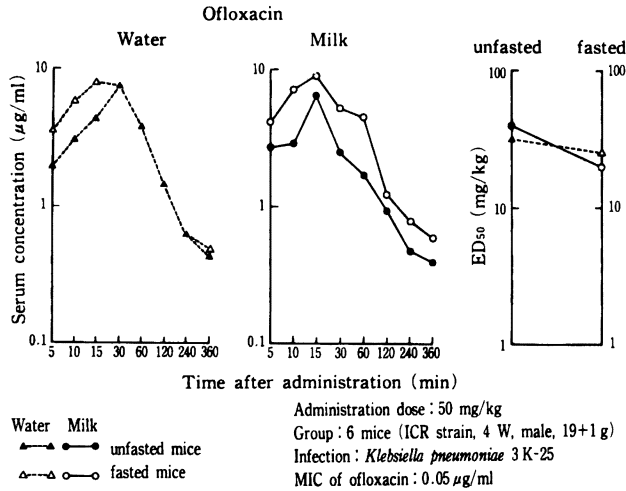 Ofloxacin
Water
Milk
unfasted fasted
Serum concentration (μg/ml)
10
1
0.1
5 10 15 30 60 120 240 360
10
1
0.1
5 10 15 30 60 120 240 360
Time after administration (min)
ED50 (mg/kg)
100
10
1
100
10
1
Water Milk
unfasted mice
fasted mice
Administration dose : 50 mg/kg
Group : 6 mice (ICR strain, 4 W, male, 19+1 g)
Infection : Klebsiella pneumoniae 3 K-25
MIC of ofloxacin : 0.05 μg/ml